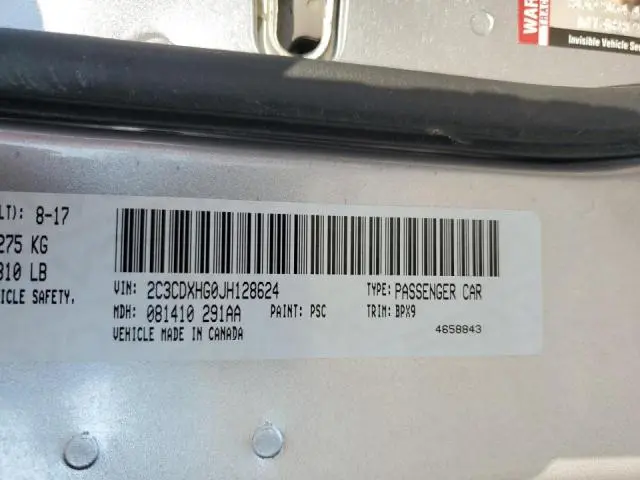 WAR
Invisible Vehicle Se
LT): 8-17
275 KG
310 LB
ICLE SAFETY,
VIN: 2C3CDXHG0JH128624 TYPE: PASSENGER CAR
MDH: 081410 291AA PAINT: PSC TRIM: BPX9
VEHICLE MADE IN CANADA 4658843